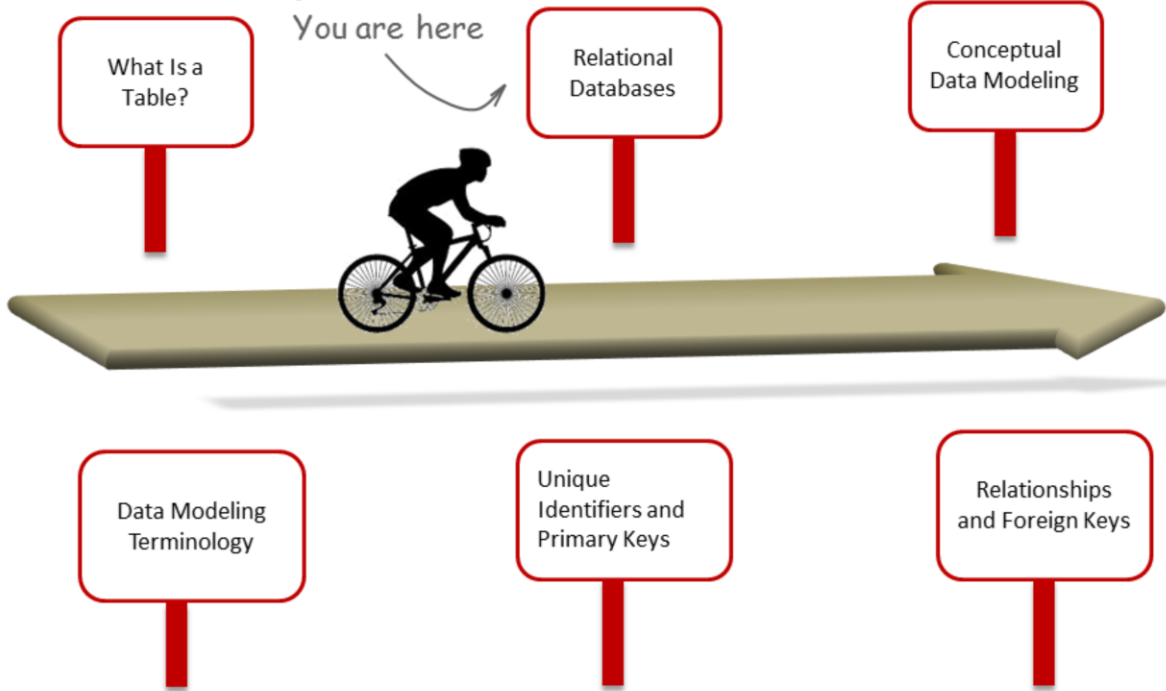 You are here
What Is a
Table?
Relational
Databases
Conceptual
Data Modeling
Data Modeling
Terminology
Unique
Identifiers and
Primary Keys
Relationships
and Foreign Keys